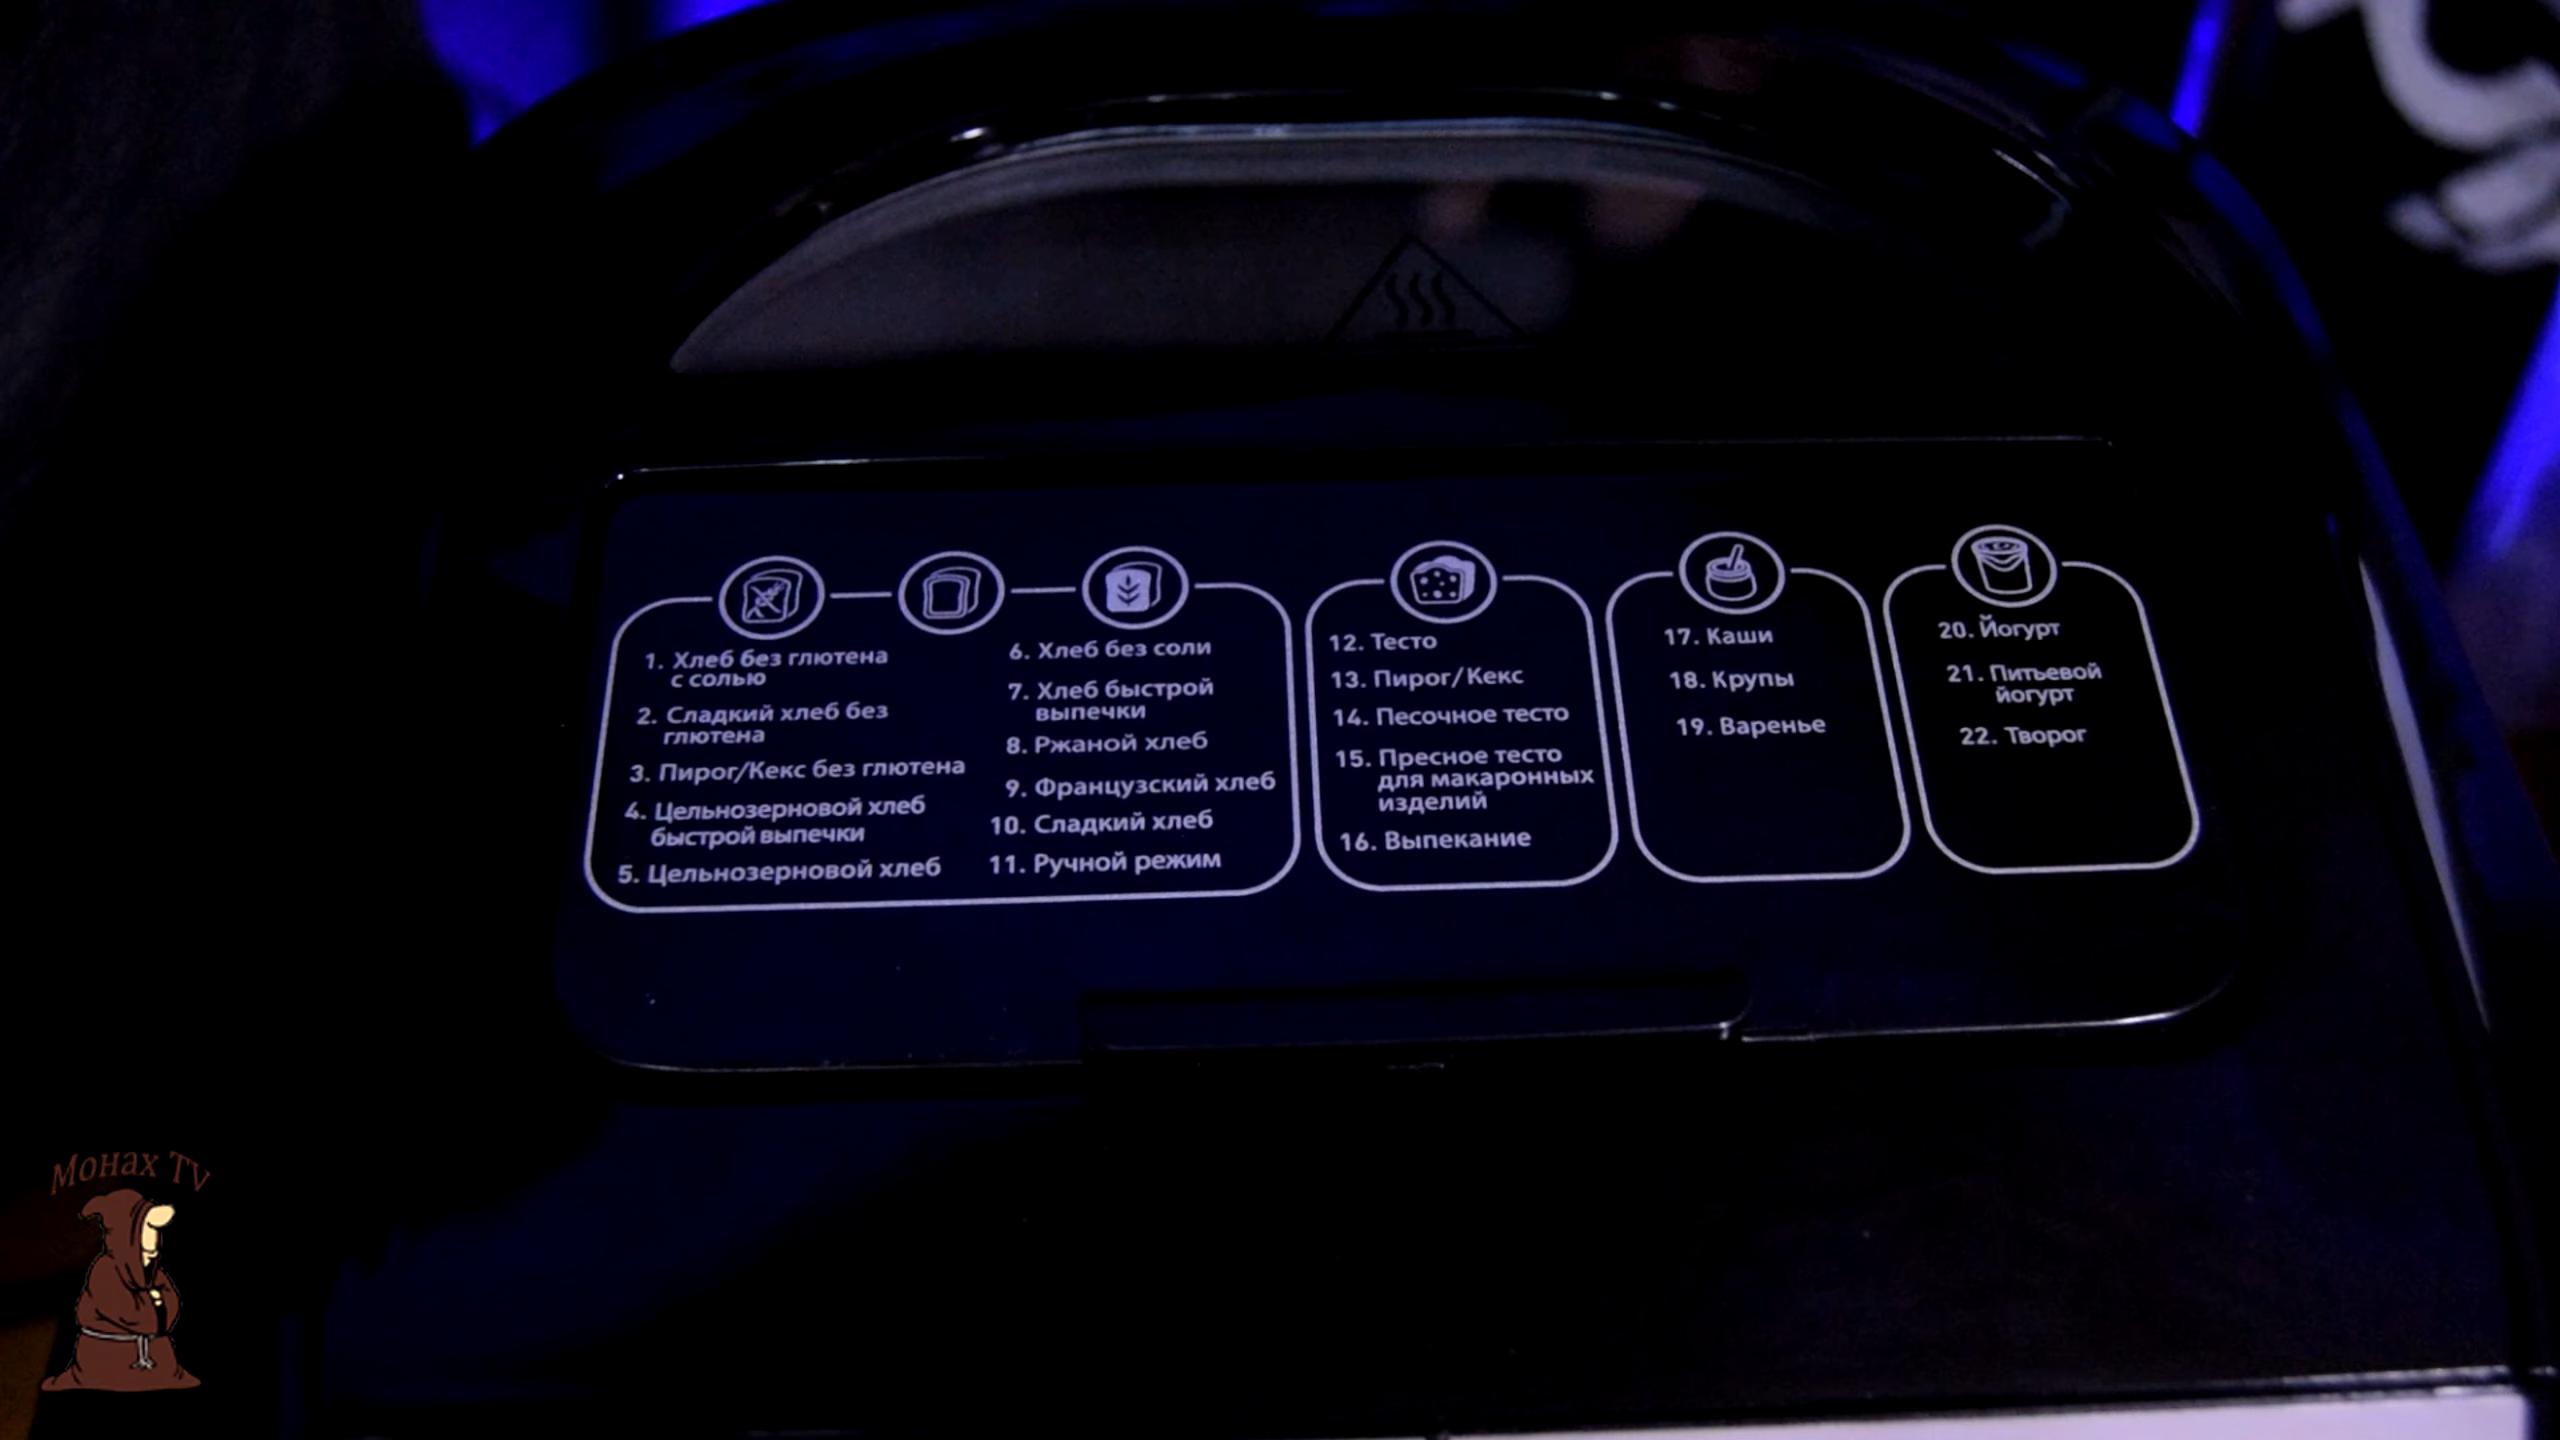 1. Хлеб без глютена
с солью
2. Сладкий хлеб без
глютена
3. Пирог/Кекс без глютена
4. Цельнозерновой хлеб
быстрой выпечки
5. Цельнозерновой хлеб
6. Хлеб без соли
7. Хлеб быстрой
выпечки
8. Ржаной хлеб
9. Французский хлеб
10. Сладкий хлеб
11. Ручной режим
12. Тесто
13. Пирог/Кекс
14. Песочное тесто
15. Пресное тесто
для макаронных
изделий
16. Выпекание
17. Каши
18. Крупы
19. Варенье
20. Йогурт
21. Питьевой
йогурт
22. Творог
Монах TV